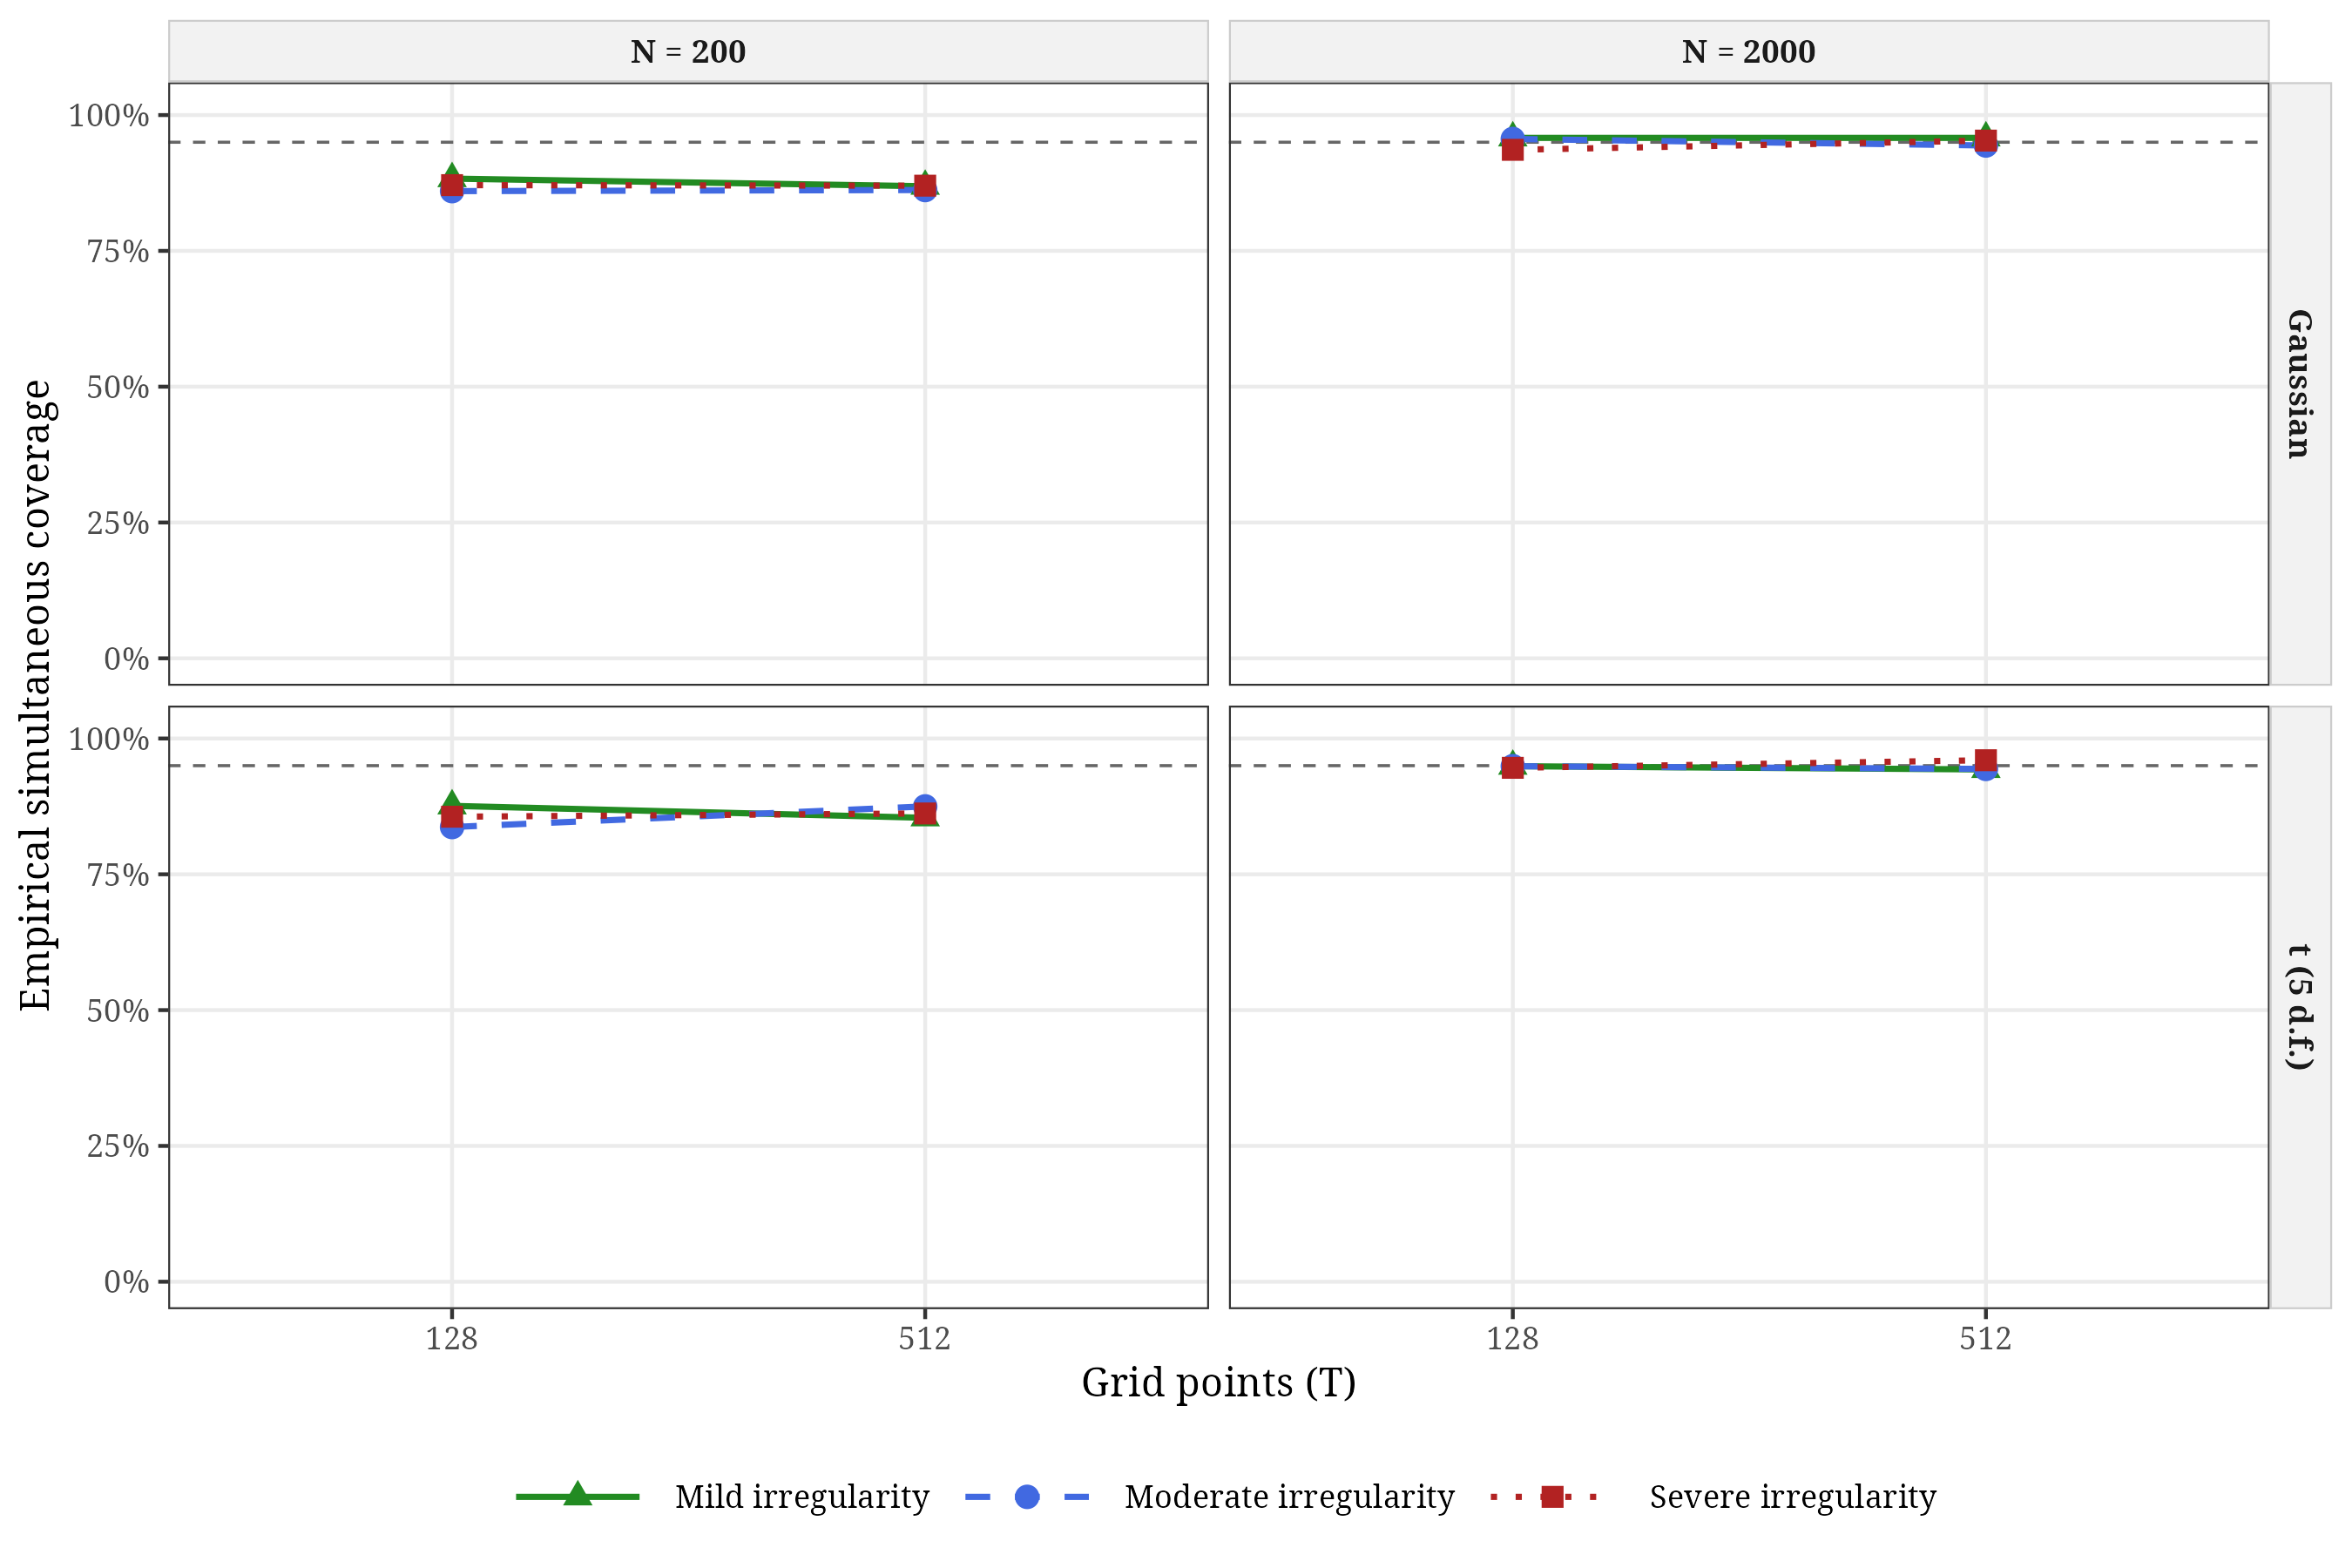 N = 200
N = 2000
100%
75%
50%
25%
0%
Gaussian
100%
75%
50%
25%
0%
t (5 d.f.)
Empirical simultaneous coverage
128
512
128
512
Grid points (T)
Mild irregularity
Moderate irregularity
Severe irregularity